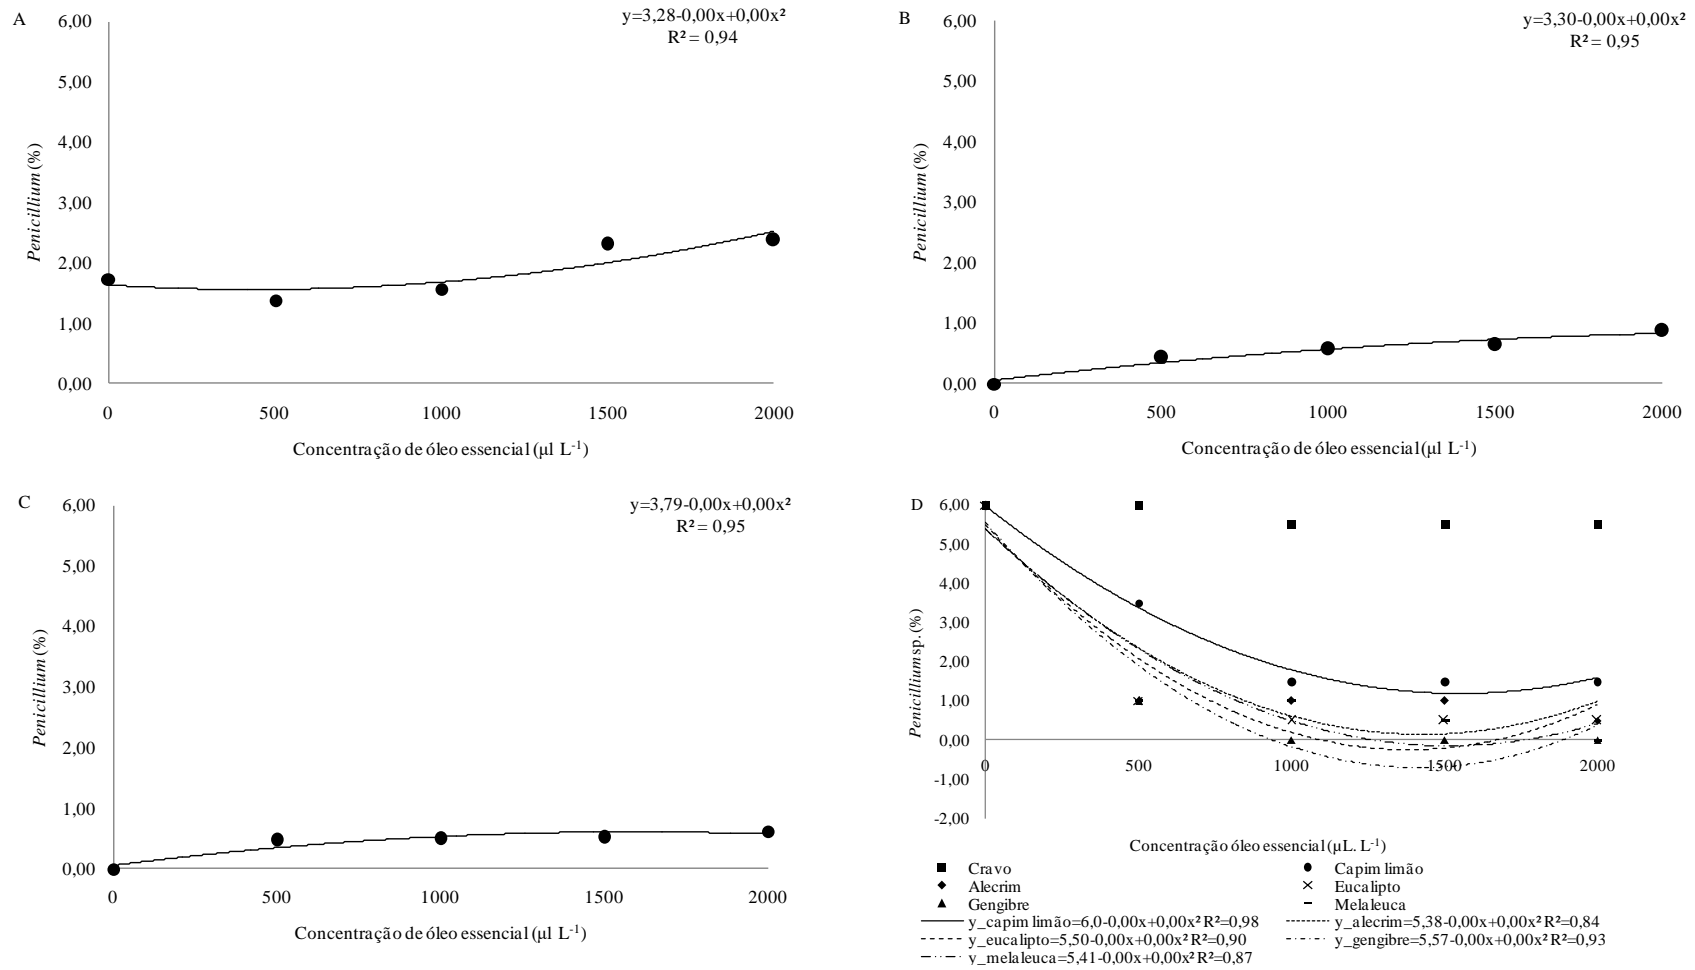 A
y=3,28-0,00x+0,00x²
R² = 0,94
6,00
5,00
4,00
3,00
2,00
1,00
0,00
Penicillium (%)
0 500 1000 1500 2000
Concentração de óleo essencial (µl L⁻¹)
B
y=3,30-0,00x+0,00x²
R² = 0,95
6,00
5,00
4,00
3,00
2,00
1,00
0,00
Penicillium (%)
0 500 1000 1500 2000
Concentração de óleo essencial (µl L⁻¹)
C
y=3,79-0,00x+0,00x²
R² = 0,95
6,00
5,00
4,00
3,00
2,00
1,00
0,00
Penicillium (%)
0 500 1000 1500 2000
Concentração de óleo essencial (µl L⁻¹)
D
6,00
5,00
4,00
3,00
2,00
1,00
0,00
-1,00
-2,00
Penicillium sp. (%)
0 500 1000 1500 2000
Concentração óleo essencial (µL. L⁻¹)
Cravo Capim limão
Alecrim Eucalipto
Gengibre Melaleuca
y_capim limão=6,0-0,00x+0,00x² R²=0,98 y_alecrim=5,38-0,00x+0,00x² R²=0,84
y_eucalipto=5,50-0,00x+0,00x² R²=0,90 y_gengibre=5,57-0,00x+0,00x² R²=0,93
y_melaleuca=5,41-0,00x+0,00x² R²=0,87